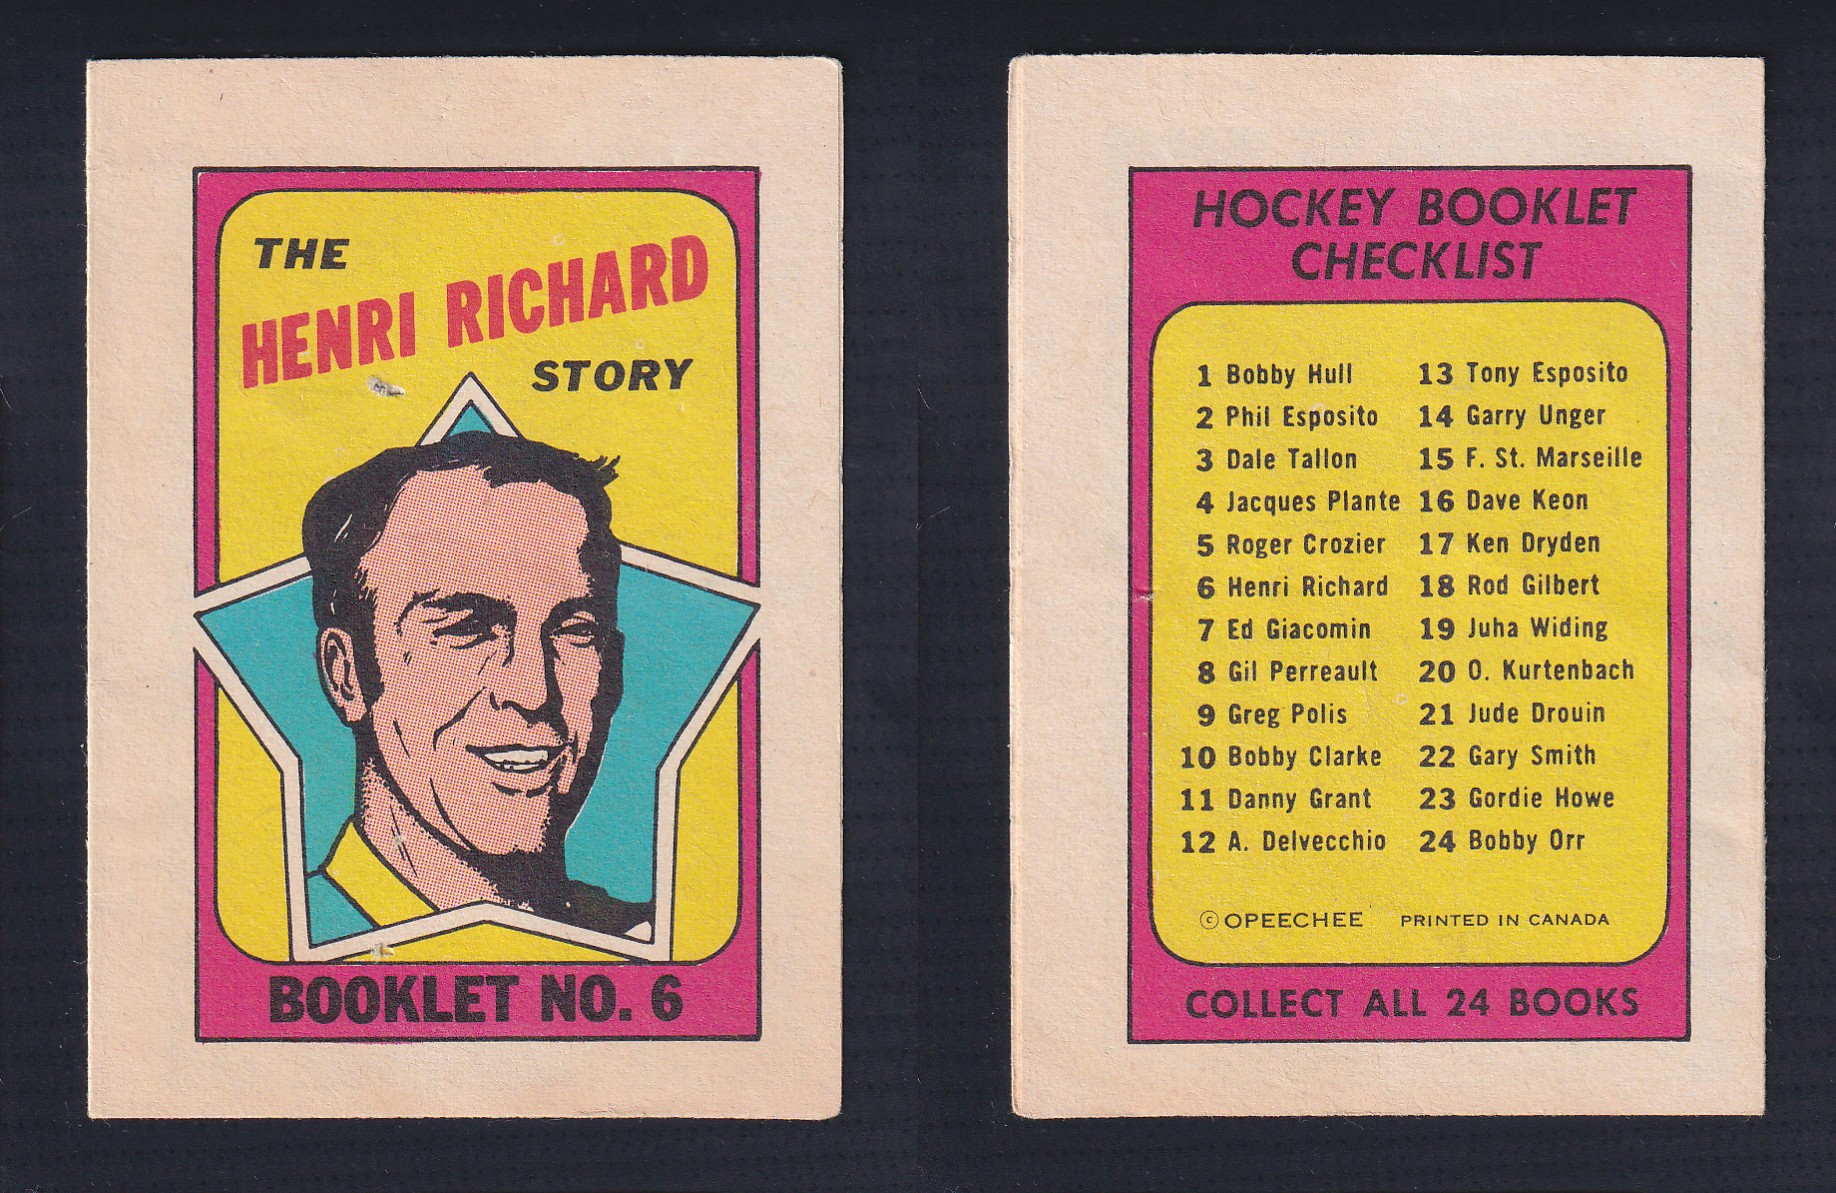 THE
HENRI RICHARD
STORY
BOOKLET NO. 6
HOCKEY BOOKLET
CHECKLIST
1 Bobby Hull
2 Phil Esposito
3 Dale Tallon
4 Jacques Plante
5 Roger Crozier
6 Henri Richard
7 Ed Giacomin
8 Gil Perreault
9 Greg Polis
10 Bobby Clarke
11 Danny Grant
12 A. Delvecchio
13 Tony Esposito
14 Garry Unger
15 F. St. Marseille
16 Dave Keon
17 Ken Dryden
18 Rod Gilbert
19 Juha Widing
20 O. Kurtenbach
21 Jude Drouin
22 Gary Smith
23 Gordie Howe
24 Bobby Orr
© OPEECHEE PRINTED IN CANADA
COLLECT ALL 24 BOOKS